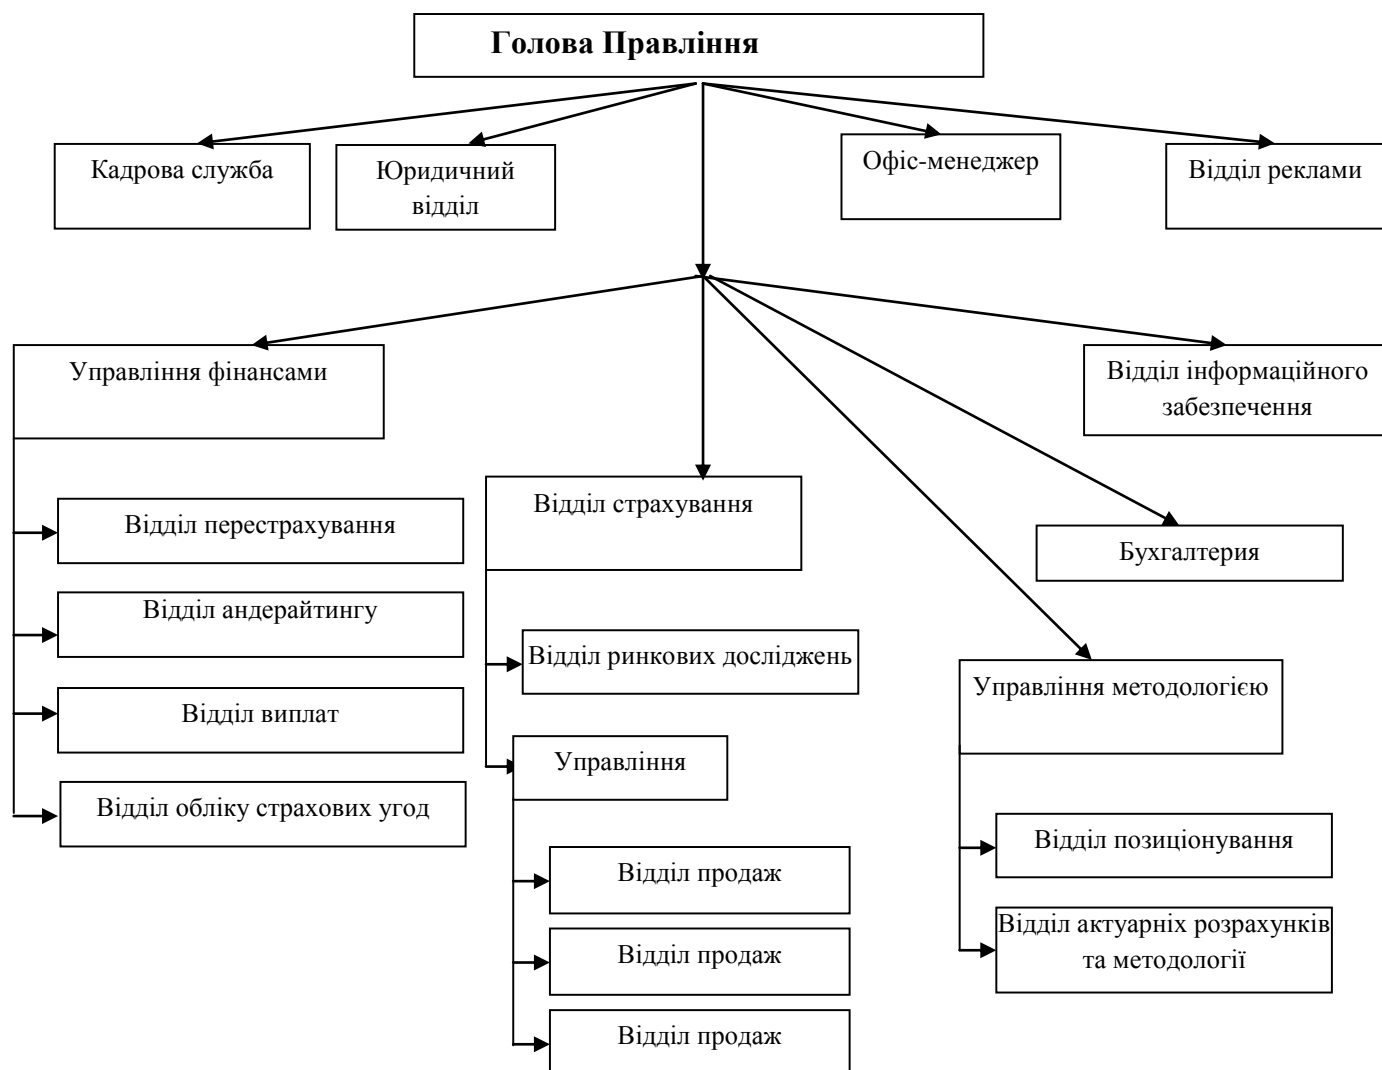 Голова Правління
Кадрова служба
Юридичний
відділ
Офіс-менеджер
Відділ реклами
Управління фінансами
Відділ інформаційного
забезпечення
Відділ перестрахування
Відділ андерайтингу
Відділ виплат
Відділ обліку страхових угод
Відділ страхування
Відділ ринкових досліджень
Управління
Відділ продаж
Відділ продаж
Відділ продаж
Бухгалтерия
Управління методологією
Відділ позиціонування
Відділ актуарніх розрахунків
та методології